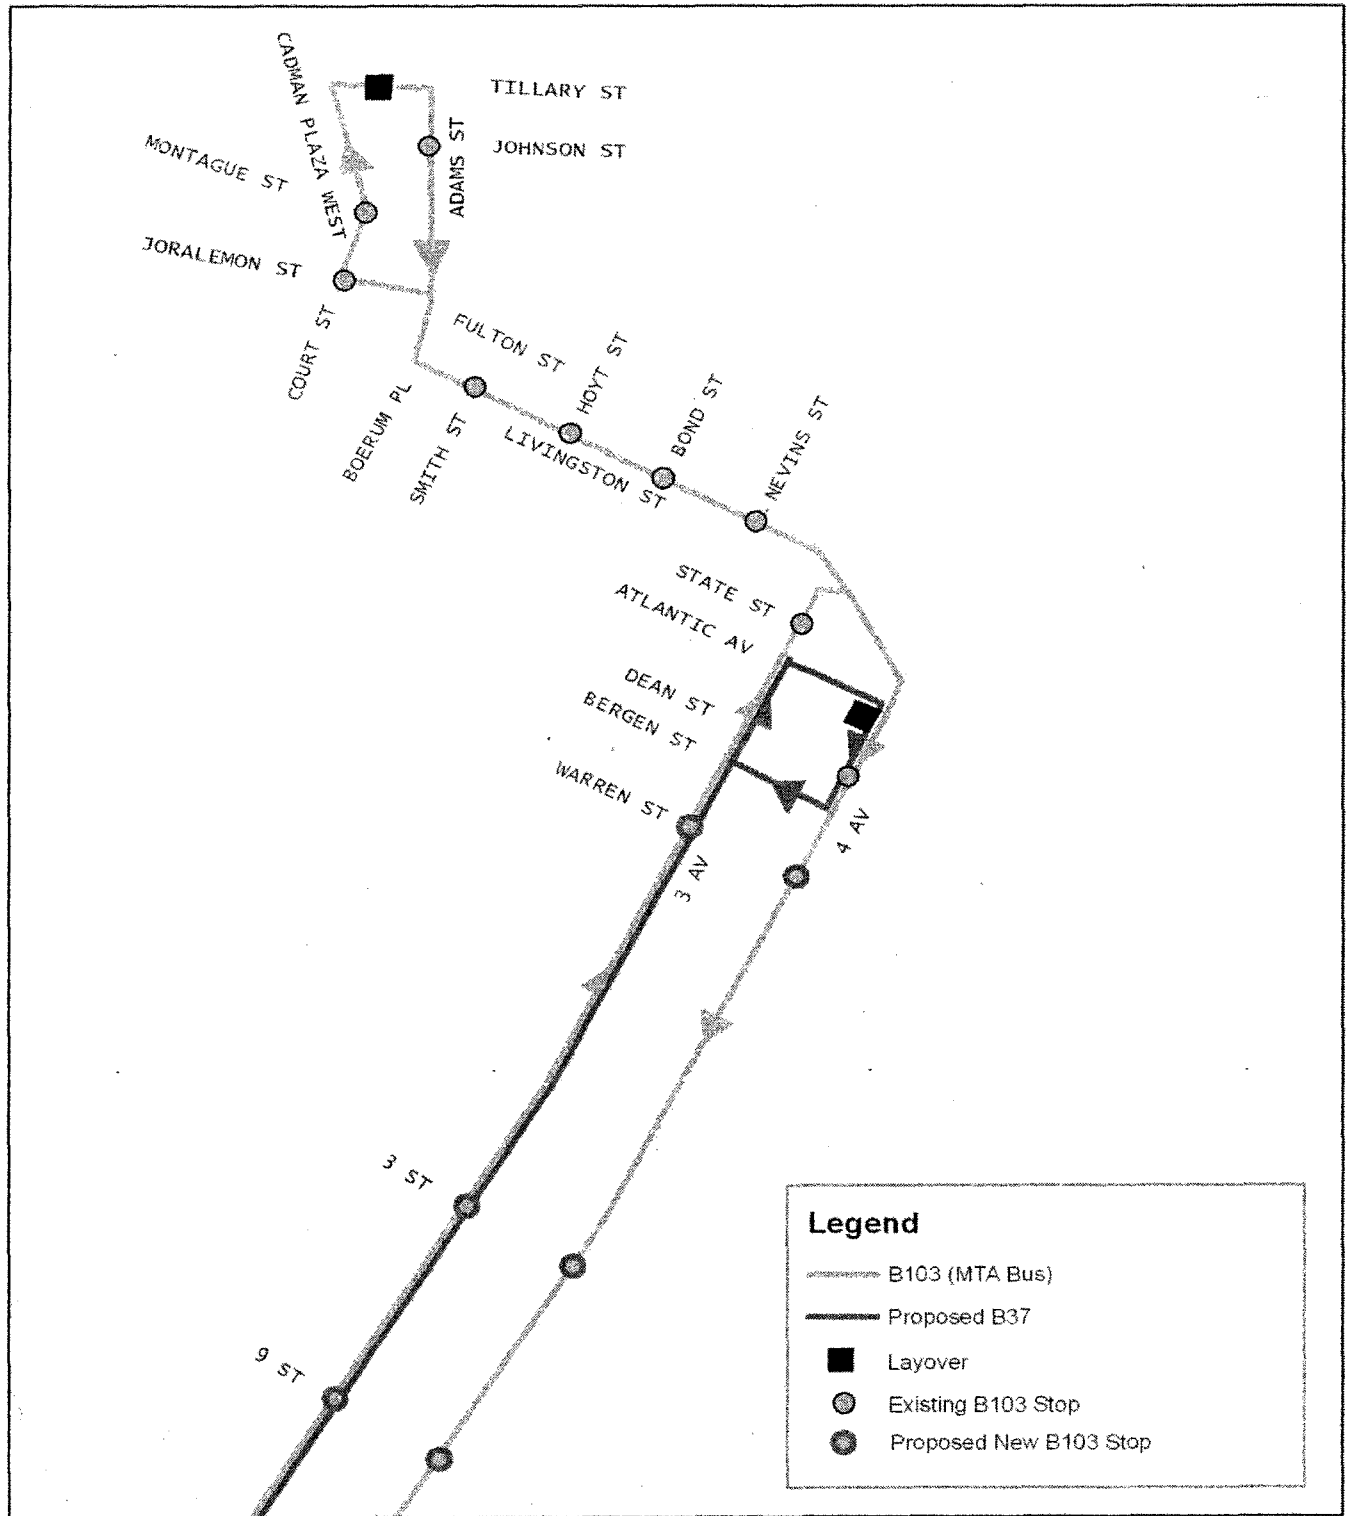 CADMAN PLAZA WEST
TILLARY ST
ADAMS ST
JOHNSON ST
MONTAGUE ST
JORALEMON ST
COURT ST
FULTON ST
HOYT ST
BOERUM PL
SMITH ST
LIVINGSTON ST
BOND ST
NEVINS ST
STATE ST
ATLANTIC AV
DEAN ST
BERGEN ST
WARREN ST
4 AV
3 AV
3 ST
9 ST
Legend
B103 (MTA Bus)
Proposed B37
Layover
Existing B103 Stop
Proposed New B103 Stop